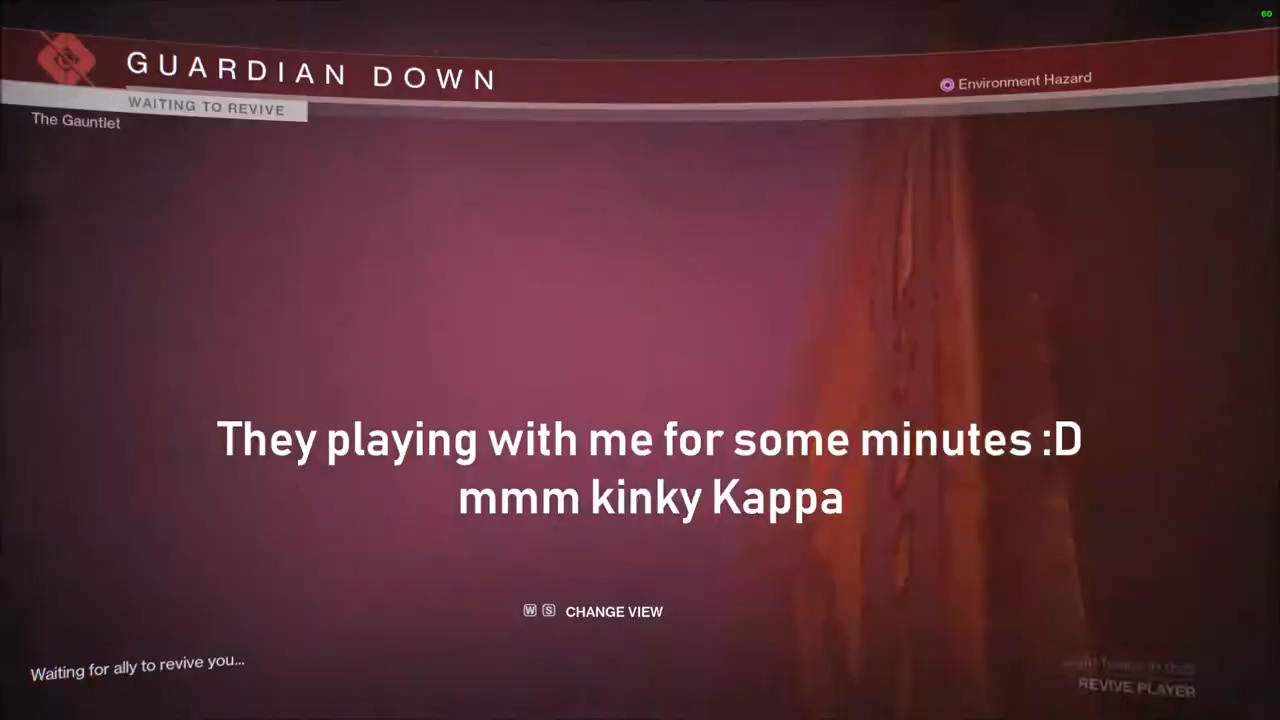 60
GUARDIAN DOWN
Environment Hazard
WAITING TO REVIVE
The Gauntlet
They playing with me for some minutes :D
mmm kinky Kappa
W S CHANGE VIEW
Waiting for ally to revive you...
REVIVE PLAYER